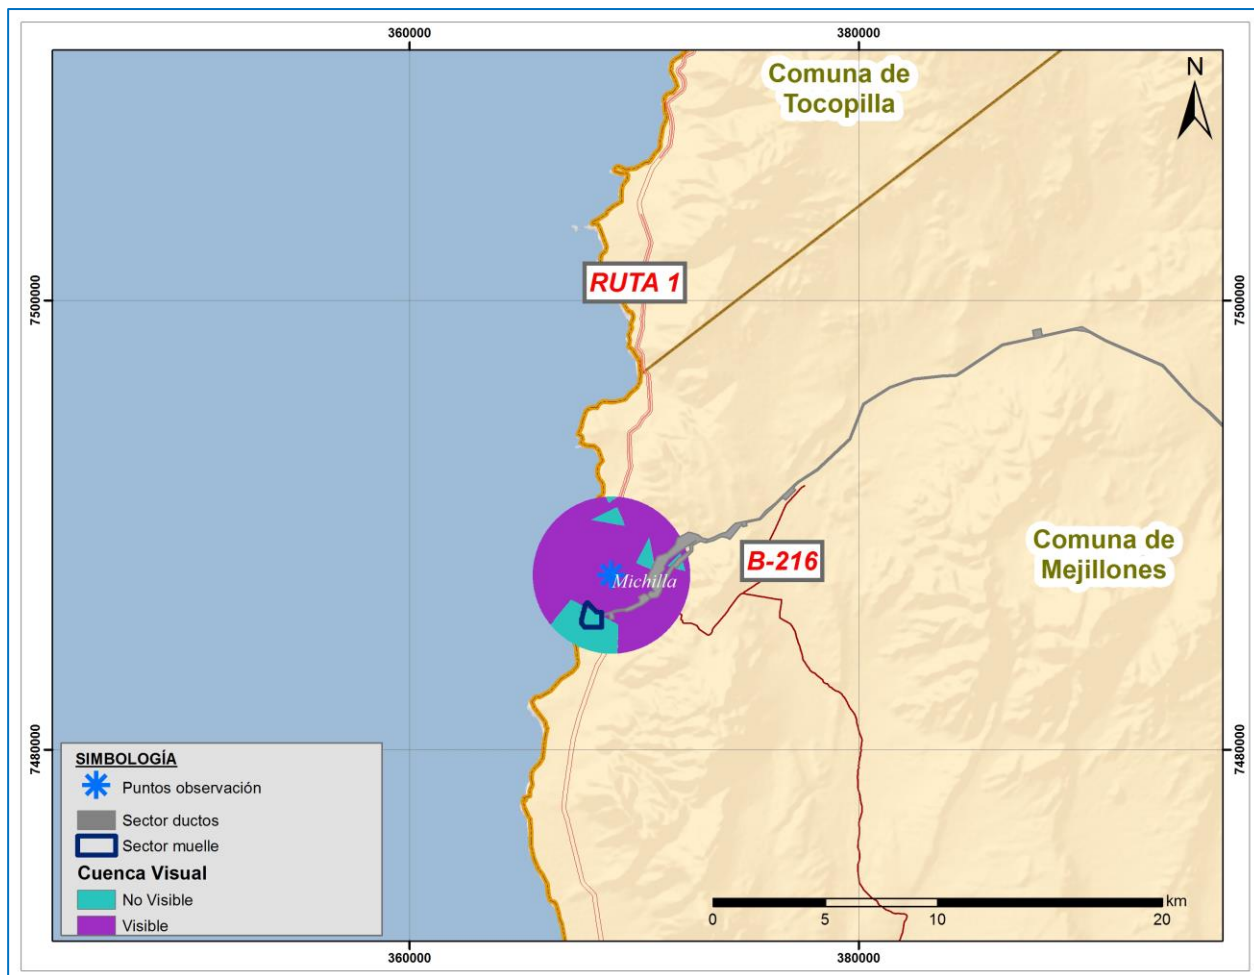 360000
380000
Comuna de
Tocopilla
N
RUTA 1
7500000
7500000
B-216
Comuna de
Mejillones
Michilla
7480000
7480000
SIMBOLOGÍA
Puntos observación
Sector ductos
Sector muelle
Cuenca Visual
No Visible
Visible
km
0
5
10
20
360000
380000